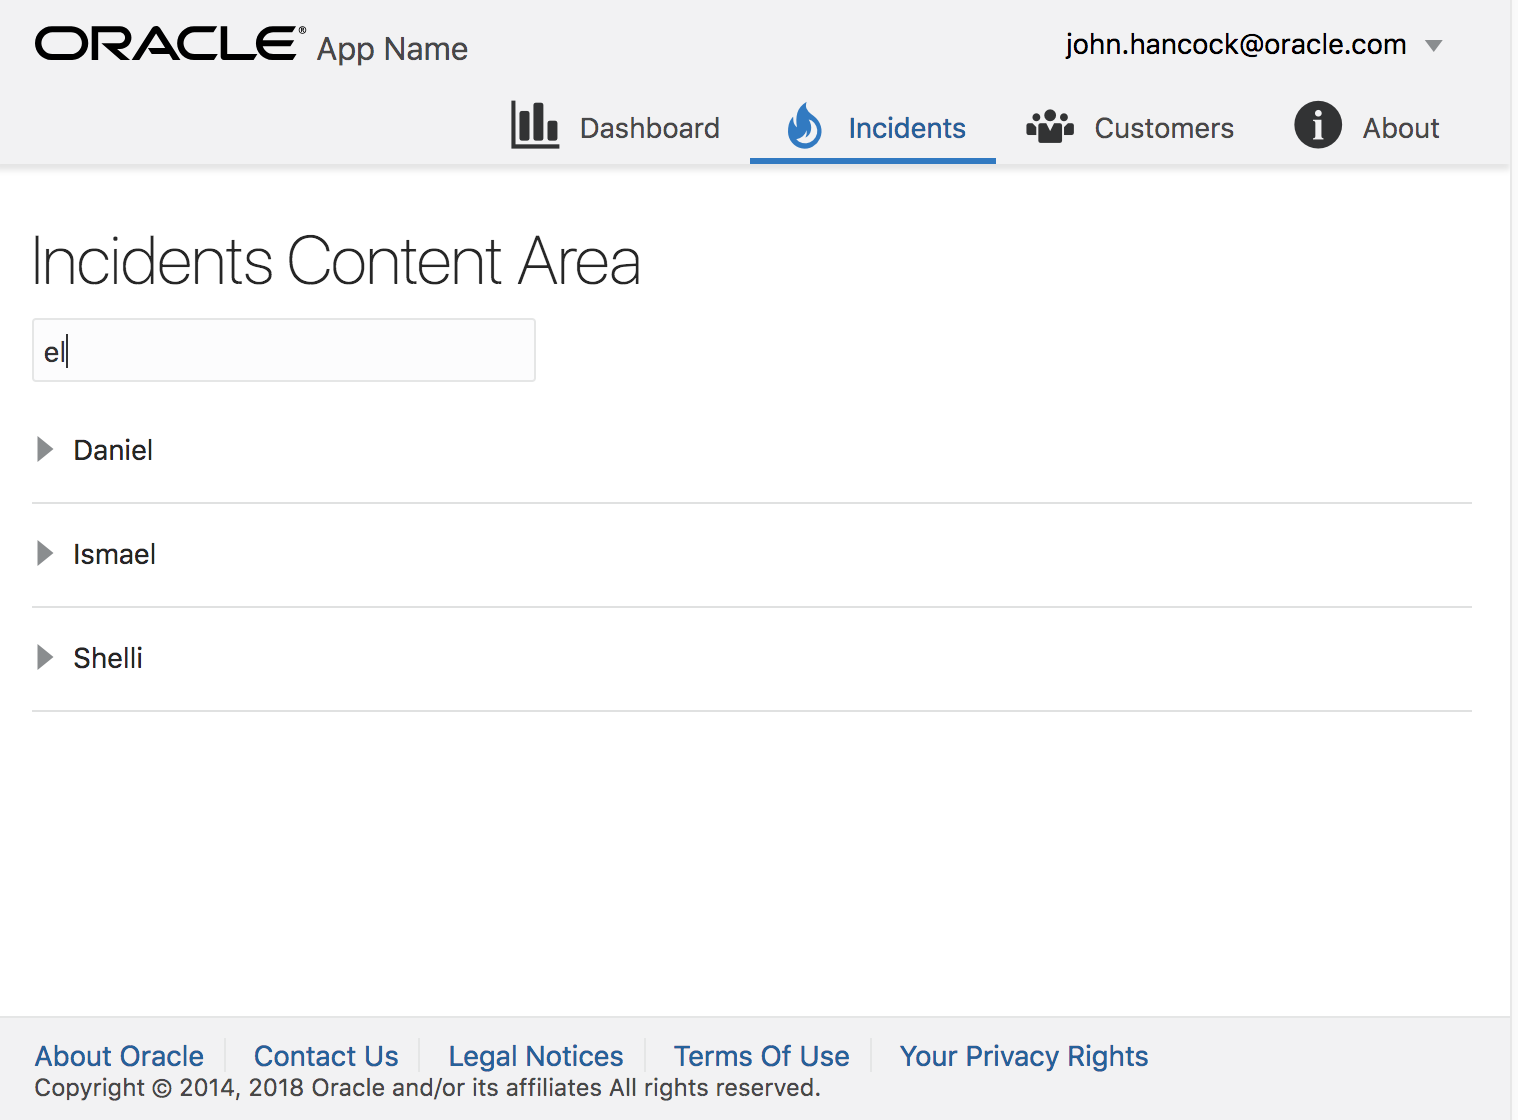 ORACLE® App Name
john.hancock@oracle.com
Dashboard Incidents Customers About
Incidents Content Area
el
Daniel
Ismael
Shelli
About Oracle Contact Us Legal Notices Terms Of Use Your Privacy Rights
Copyright © 2014, 2018 Oracle and/or its affiliates All rights reserved.